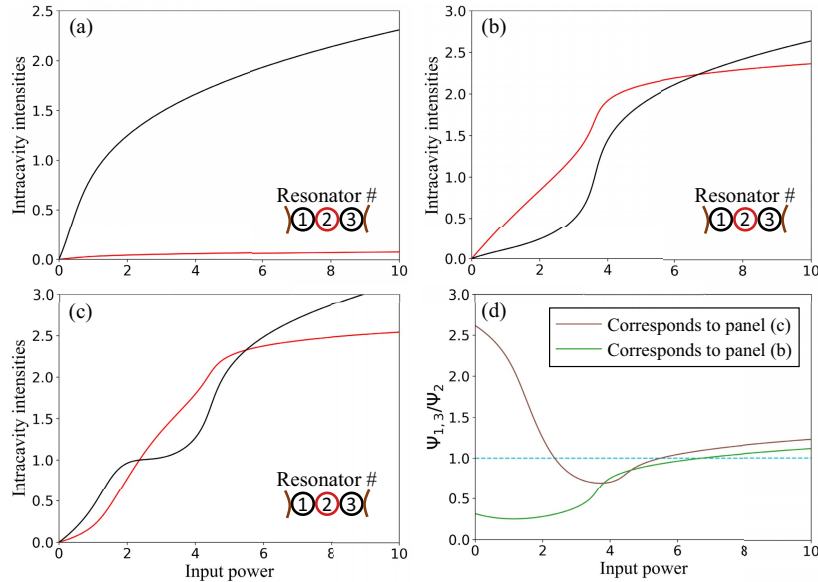 (a)
Intracavity intensities
2.5
2.0
1.5
1.0
0.5
0.0
0
2
4
6
8
10
Resonator #
1 2 3
(b)
Intracavity intensities
3.0
2.5
2.0
1.5
1.0
0.5
0.0
0
2
4
6
8
10
Resonator #
1 2 3
(c)
Intracavity intensities
3.0
2.5
2.0
1.5
1.0
0.5
0.0
0
2
4
6
8
10
Input power
Resonator #
1 2 3
(d)
Ψ1,3/Ψ2
3.0
2.5
2.0
1.5
1.0
0.5
0.0
0
2
4
6
8
10
Input power
Corresponds to panel (c)
Corresponds to panel (b)